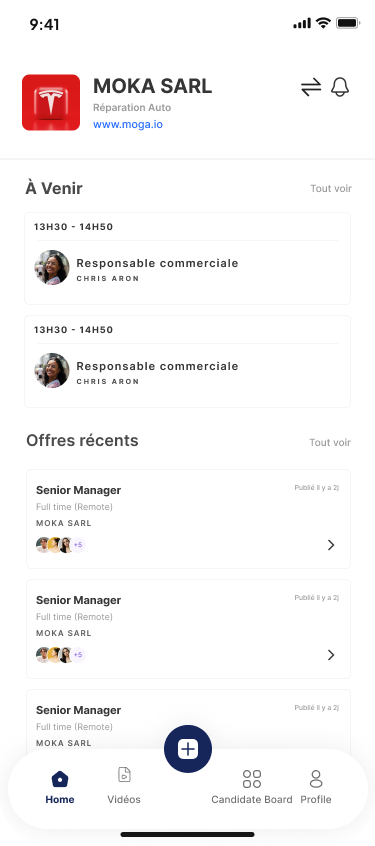 9:41
MOKA SARL
Réparation Auto
www.moga.io
À Venir
Tout voir
13H30 - 14H50
Responsable commerciale
CHRIS ARON
13H30 - 14H50
Responsable commerciale
CHRIS ARON
Offres récents
Tout voir
Senior Manager
Publié il y a 2j
Full time (Remote)
MOKA SARL
+5
Senior Manager
Publié il y a 2j
Full time (Remote)
MOKA SARL
+5
Senior Manager
Publié il y a 2j
Full time (Remote)
MOKA SARL
Home
Vidéos
Candidate Board
Profile